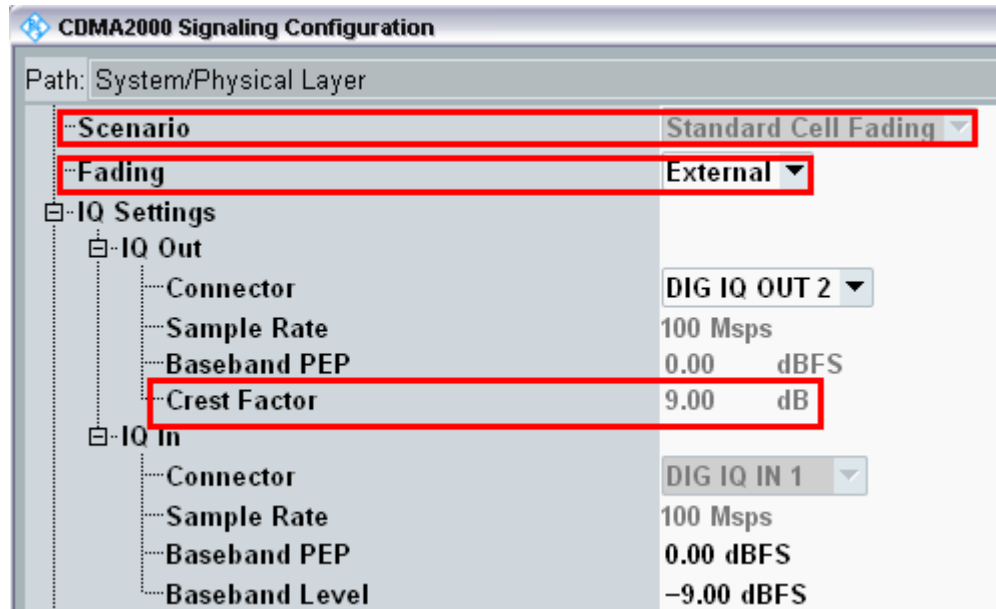 CDMA2000 Signaling Configuration
Path: System/Physical Layer
Scenario Standard Cell Fading
Fading External
IQ Settings
IQ Out
Connector DIG IQ OUT 2
Sample Rate 100 Msps
Baseband PEP 0.00 dBFS
Crest Factor 9.00 dB
IQ In
Connector DIG IQ IN 1
Sample Rate 100 Msps
Baseband PEP 0.00 dBFS
Baseband Level −9.00 dBFS